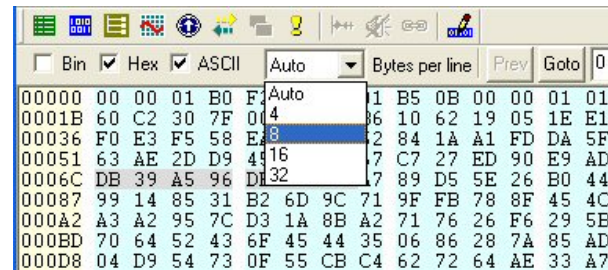 Bin Hex ASCII Auto Bytes per line Prev Goto 0
Auto
4
8
16
32
00000 00 00 01 B0 B5 0B 00 00 01 01
0001B 60 C2 30 7F 10 62 19 05 1E E1
00036 F0 E3 F5 58 84 1A A1 FD DA 5F
00051 63 AE 2D D9 C7 27 ED 90 E9 AD
0006C DB 39 A5 96 89 D5 5E 26 B0 44
00087 99 14 85 31 B2 6D 9C 71 9F FB 78 8F 45 4C
000A2 A3 A2 95 7C D3 1A 8B A2 71 76 26 F6 29 5E
000BD 70 64 52 43 6F 45 44 35 06 86 28 7A 85 AD
000D8 04 D9 54 73 0F 55 CB C4 62 72 64 AE 33 A7